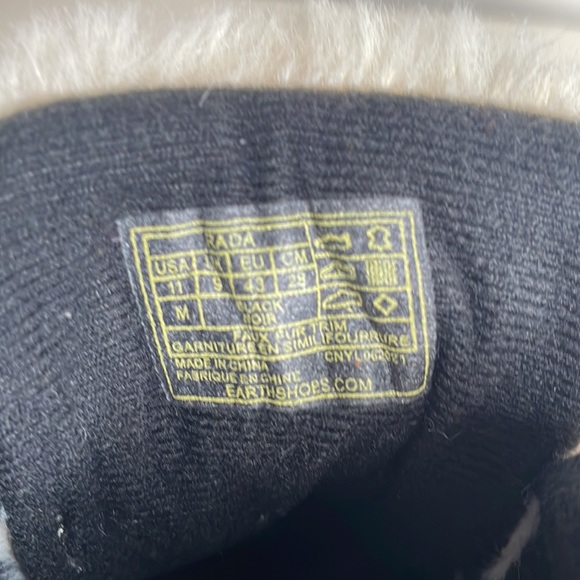 RADA
USA UK EU CM
11 9 43 28
M BLACK
NOIR
FAUX FUR TRIM
GARNITURE EN SIMILI FOURRURE
MADE IN CHINA
FABRIQUE EN CHINE
EARTHSHOES.COM